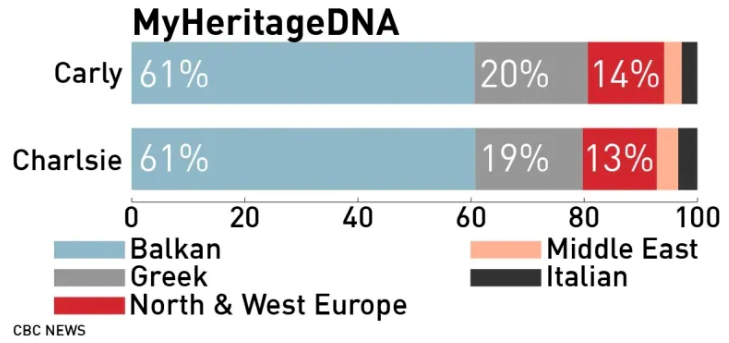 MyHeritageDNA
Carly 61% 20% 14%
Charlsie 61% 19% 13%
0 20 40 60 80 100
Balkan Middle East
Greek Italian
North & West Europe
CBC NEWS